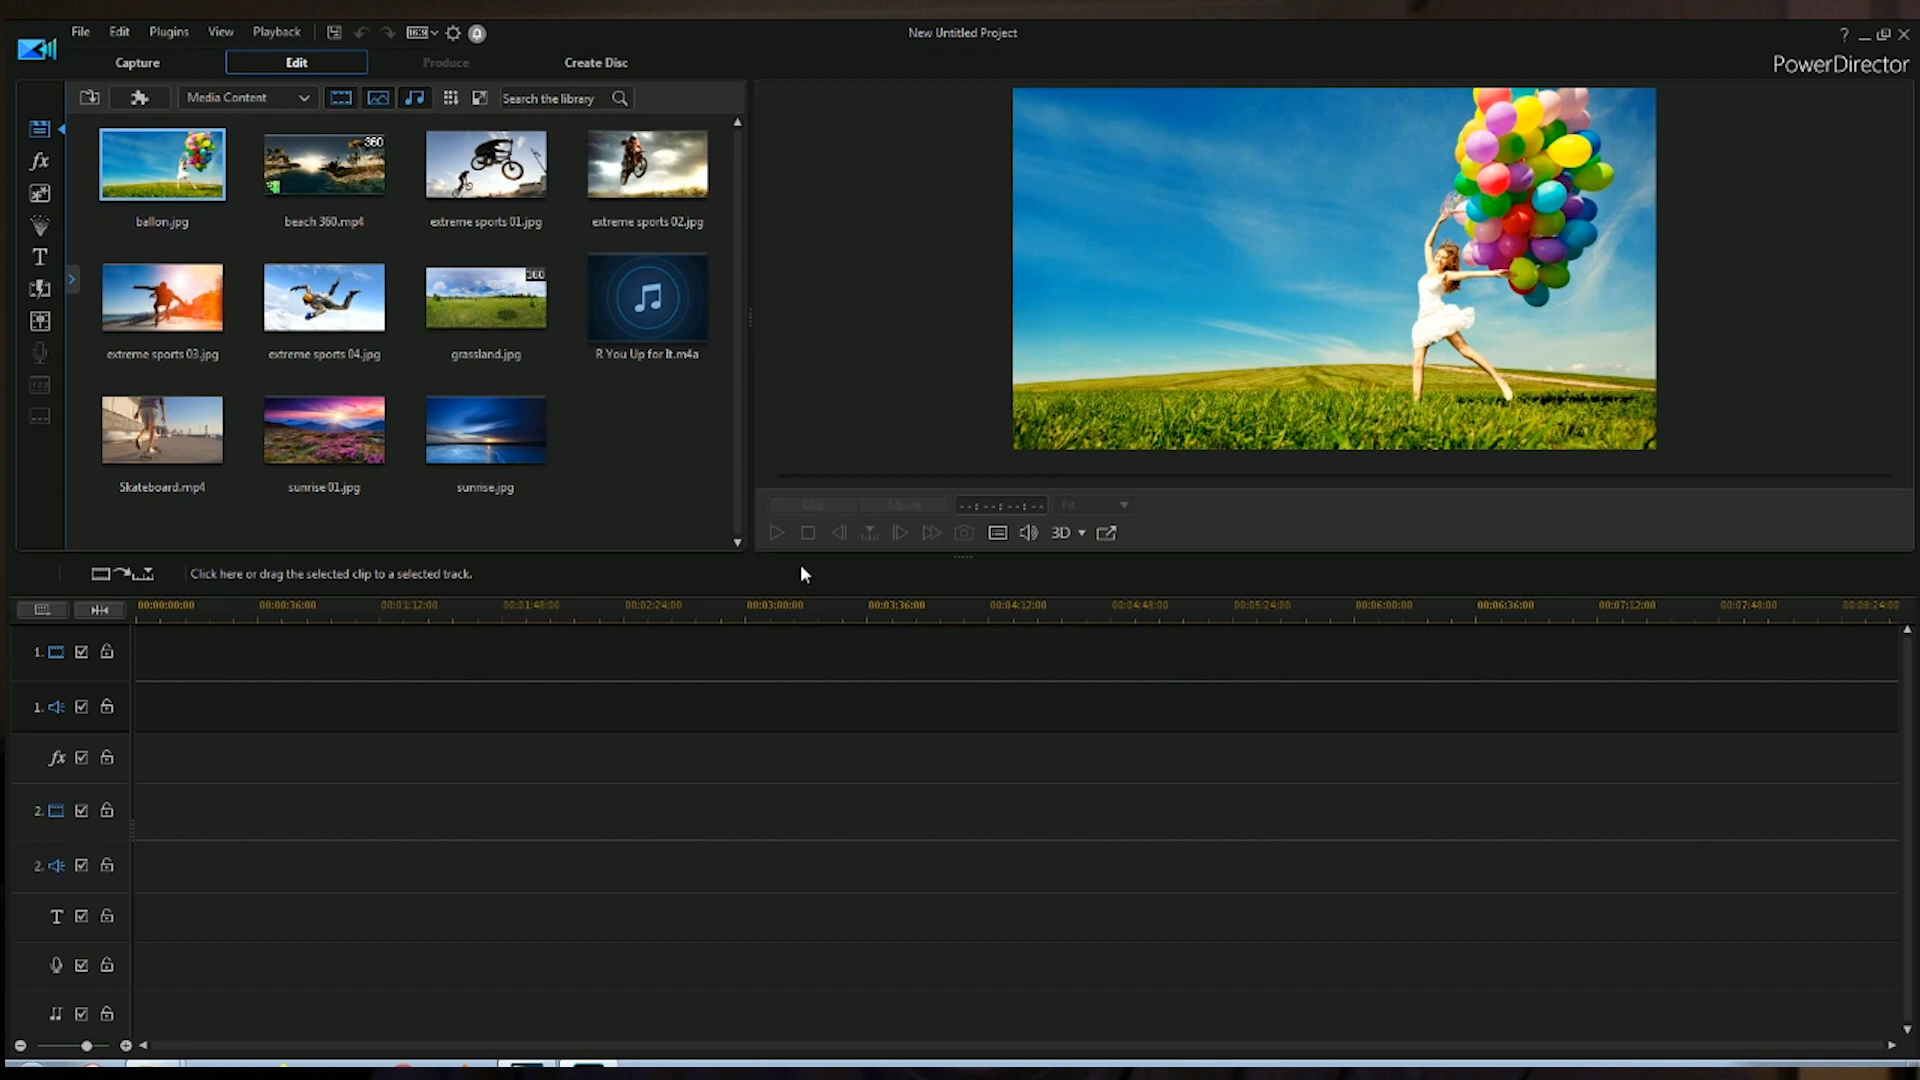 File Edit Plugins View Playback
New Untitled Project
?
PowerDirector
Capture Edit Produce Create Disc
Media Content
Search the library
360
ballon.jpg beach 360.mp4 extreme sports 01.jpg extreme sports 02.jpg
fx
T
360
extreme sports 03.jpg extreme sports 04.jpg grassland.jpg R You Up for It.m4a
Skateboard.mp4 sunrise 01.jpg sunrise.jpg
Clip Movie --:--:--:-- Fit
3D
Click here or drag the selected clip to a selected track.
00:00:00:00 00:00:36:00 00:01:12:00 00:01:48:00 00:02:24:00 00:03:00:00 00:03:36:00 00:04:12:00 00:04:48:00 00:05:24:00 00:06:00:00 00:06:36:00 00:07:12:00 00:07:48:00 00:08:24:00
1.
1.
fx
2.
2.
T